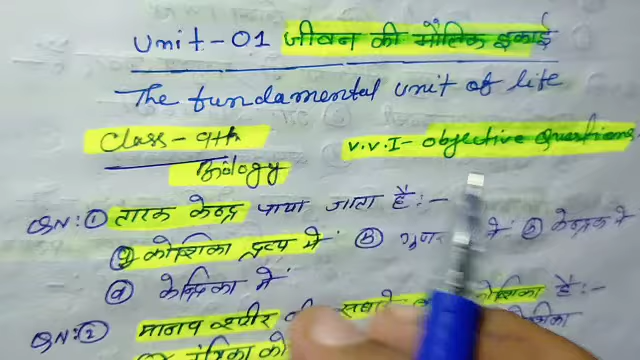 Unit-01 जीवन की मौलिक इकाई
The fundamental unit of life
Class-9th V.V.I- objective Questions
Biology
QN:① तारक केन्द्र पाया जाता है:-
कोशिका द्रव्य में ⓑ में ⓒ केन्द्रक में
ⓓ केन्द्रिका में
QN:② मानव शरीर की सबसे है:-